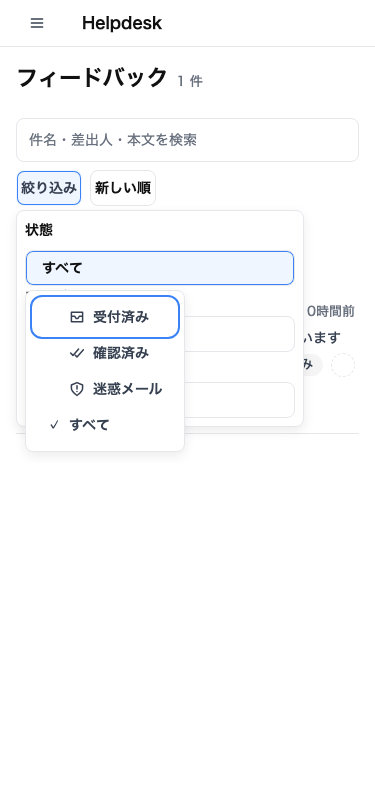 Helpdesk
フィードバック 1 件
件名・差出人・本文を検索
絞り込み 新しい順
状態
すべて
0時間前
受付済み
います
確認済み
み
迷惑メール
✓ すべて